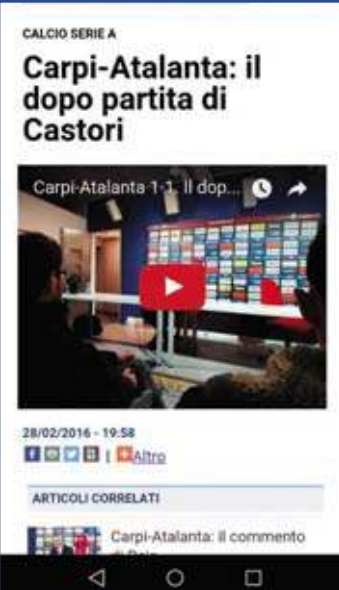 CALCIO SERIE A
Carpi-Atalanta: il
dopo partita di
Castori
Carpi-Atalanta 1-1. Il dop...
28/02/2016 - 19:58
| Altro
ARTICOLI CORRELATI
Carpi-Atalanta: il commento